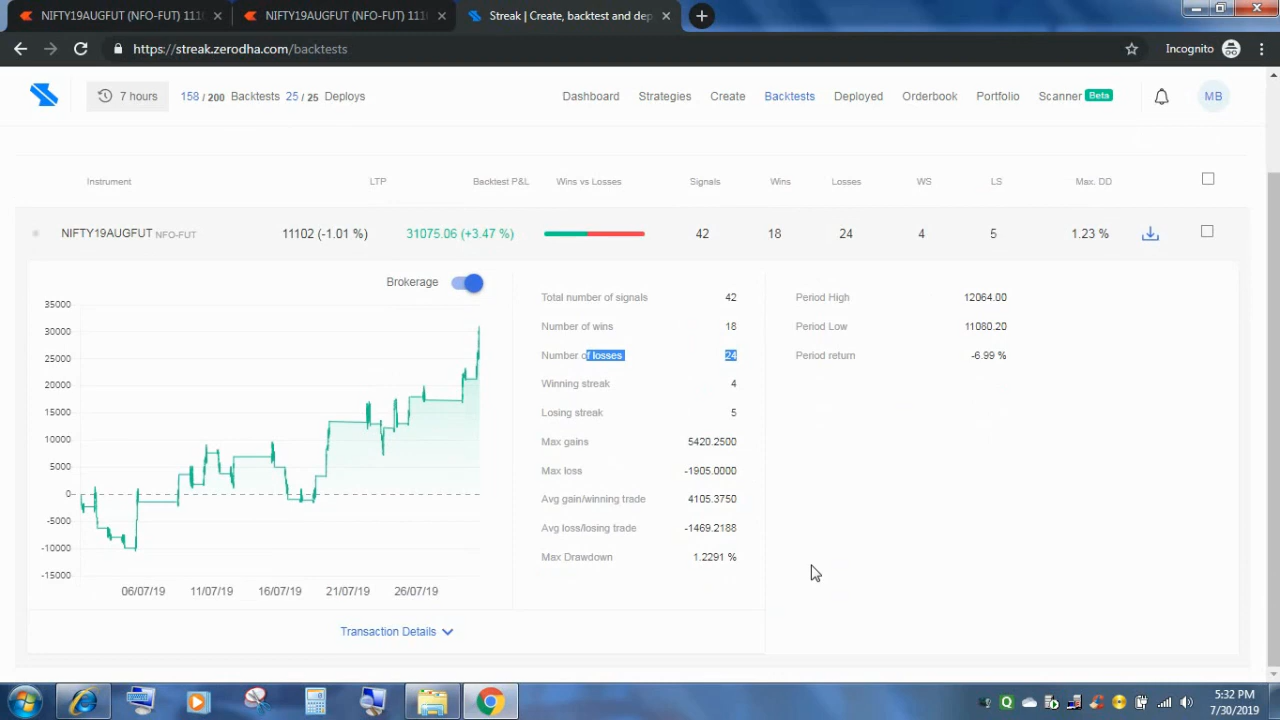 NIFTY19AUGFUT (NFO-FUT) 1110
NIFTY19AUGFUT (NFO-FUT) 1110
Streak | Create, backtest and dep
https://streak.zerodha.com/backtests
Incognito
7 hours
158 / 200 Backtests 25 / 25 Deploys
Dashboard Strategies Create Backtests Deployed Orderbook Portfolio Scanner Beta
MB
Instrument LTP Backtest P&L Wins vs Losses Signals Wins Losses WS LS Max. DD
NIFTY19AUGFUT NFO-FUT 11102 (-1.01 %) 31075.06 (+3.47 %) 42 18 24 4 5 1.23 %
Brokerage
35000
30000
25000
20000
15000
10000
5000
0
-5000
-10000
-15000
06/07/19 11/07/19 16/07/19 21/07/19 26/07/19
Total number of signals 42
Number of wins 18
Number of losses 24
Winning streak 4
Losing streak 5
Max gains 5420.2500
Max loss -1905.0000
Avg gain/winning trade 4105.3750
Avg loss/losing trade -1469.2188
Max Drawdown 1.2291 %
Period High 12064.00
Period Low 11080.20
Period return -6.99 %
Transaction Details
5:32 PM
7/30/2019